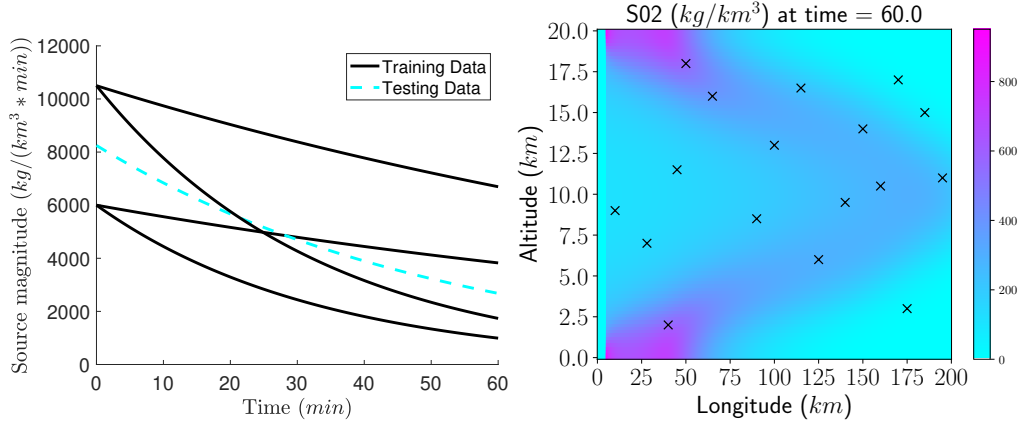 12000
10000
8000
6000
4000
2000
0
Source magnitude (kg/(km³ * min))
0 10 20 30 40 50 60
Time (min)
Training Data
Testing Data
S02 (kg/km³) at time = 60.0
20.0
17.5
15.0
12.5
10.0
7.5
5.0
2.5
0.0
Altitude (km)
0 25 50 75 100 125 150 175 200
Longitude (km)
800
600
400
200
0